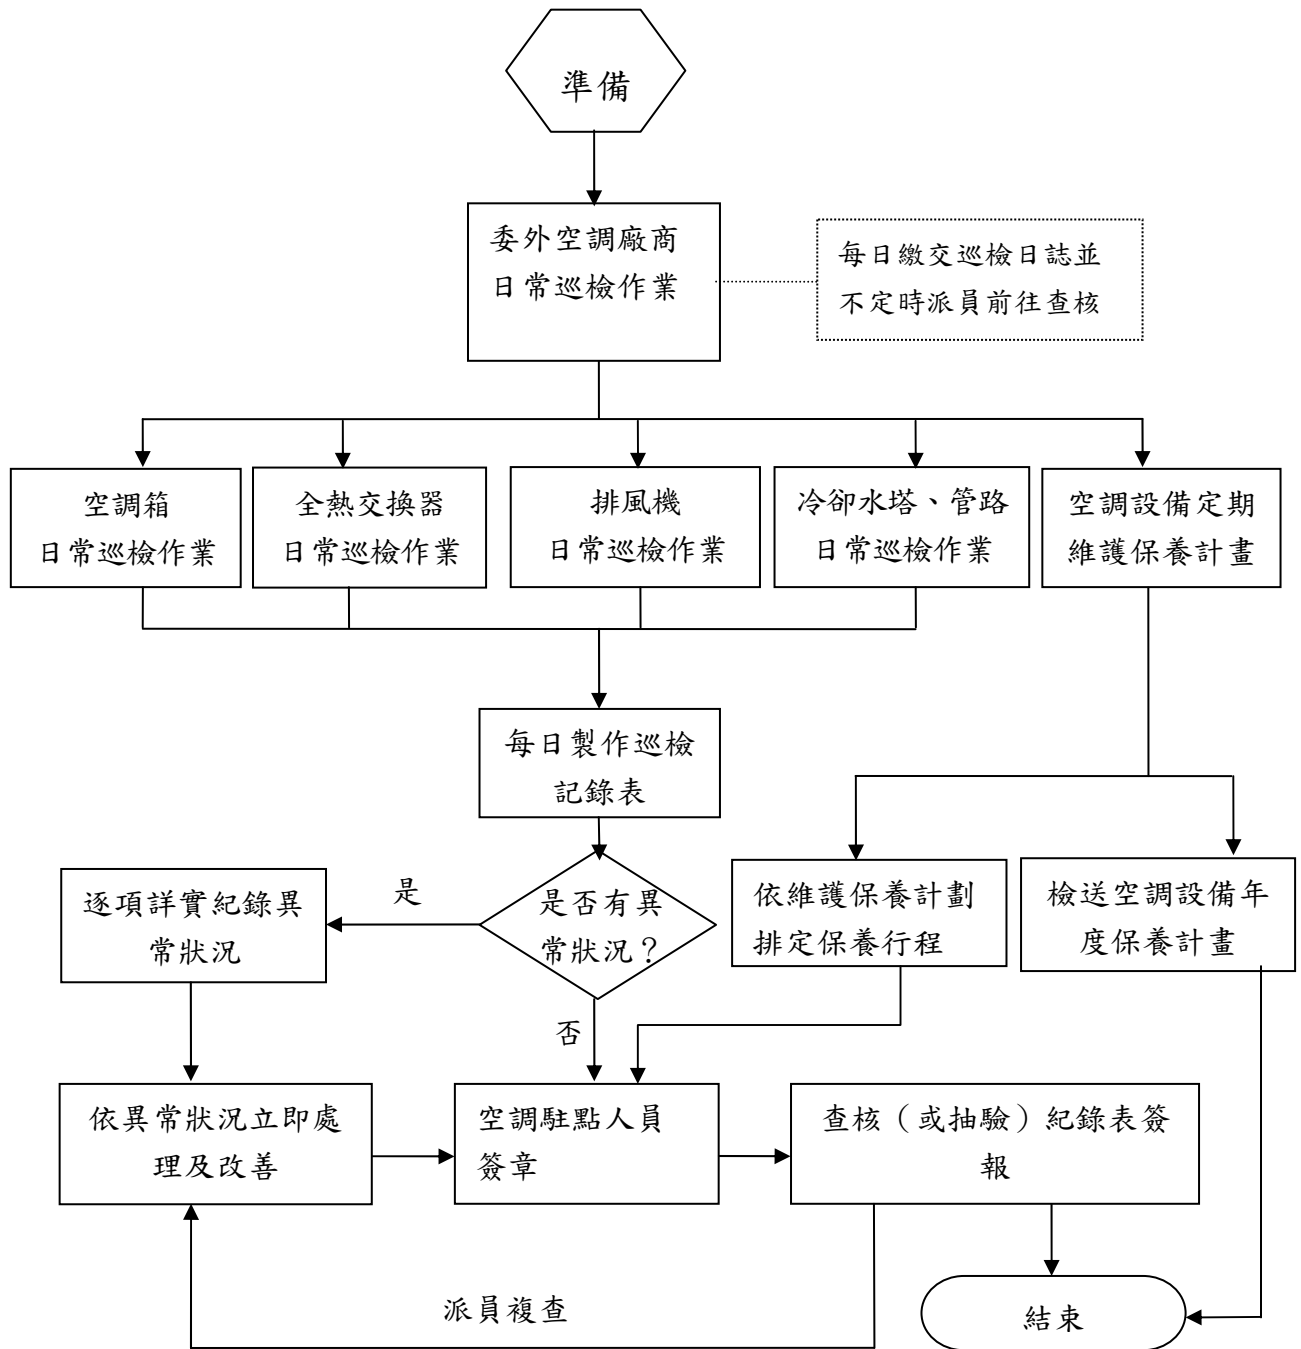 準備
委外空調廠商
日常巡檢作業
每日繳交巡檢日誌並
不定時派員前往查核
空調箱
日常巡檢作業
全熱交換器
日常巡檢作業
排風機
日常巡檢作業
冷卻水塔、管路
日常巡檢作業
空調設備定期
維護保養計畫
每日製作巡檢
記錄表
是否有異
常狀況？
是
否
逐項詳實紀錄異
常狀況
依維護保養計劃
排定保養行程
檢送空調設備年
度保養計畫
依異常狀況立即處
理及改善
空調駐點人員
簽章
查核（或抽驗）紀錄表簽
報
派員複查
結束